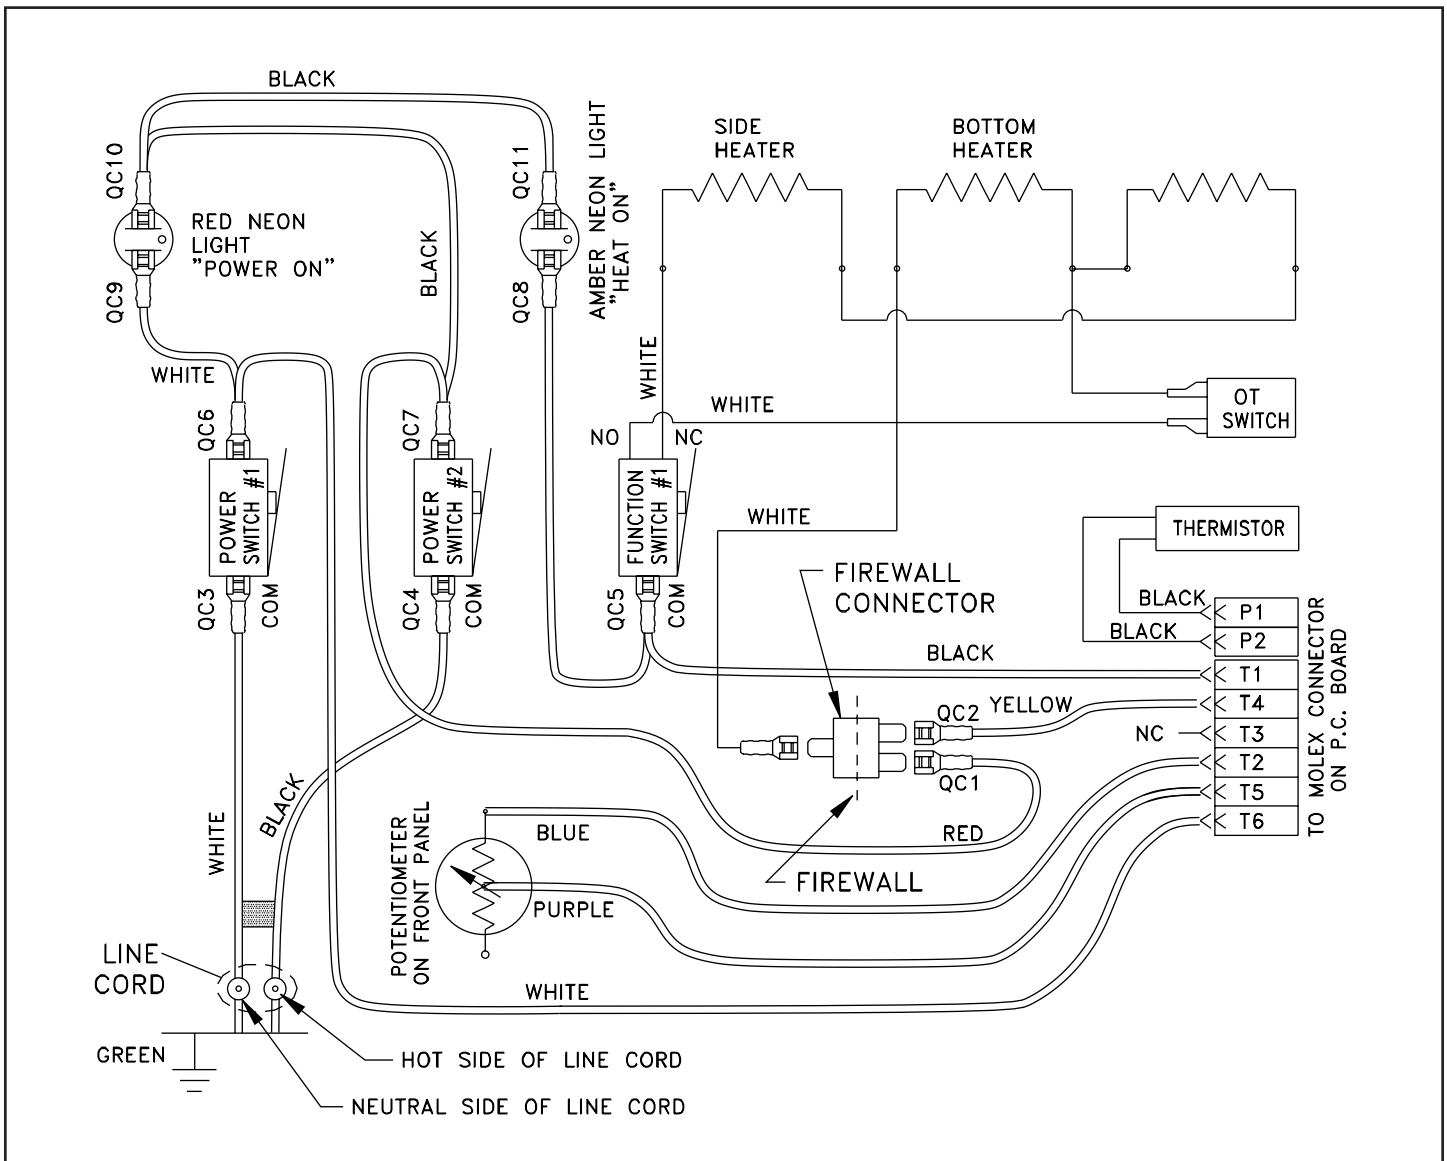 BLACK
QC10
QC11
AMBER NEON LIGHT
"HEAT ON"
SIDE
HEATER
BOTTOM
HEATER
RED NEON
LIGHT
"POWER ON"
BLACK
QC9
QC8
WHITE
WHITE
WHITE
OT
SWITCH
QC6
QC7
NO
NC
POWER
SWITCH #1
POWER
SWITCH #2
FUNCTION
SWITCH #1
WHITE
THERMISTOR
FIREWALL
CONNECTOR
QC3
COM
QC4
COM
QC5
COM
BLACK
P1
BLACK
P2
BLACK
T1
YELLOW
T4
QC2
NC
T3
T2
QC1
T5
T6
TO MOLEX CONNECTOR
ON P.C. BOARD
BLACK
WHITE
POTENTIOMETER
ON FRONT PANEL
BLUE
RED
FIREWALL
PURPLE
LINE
CORD
WHITE
GREEN
HOT SIDE OF LINE CORD
NEUTRAL SIDE OF LINE CORD